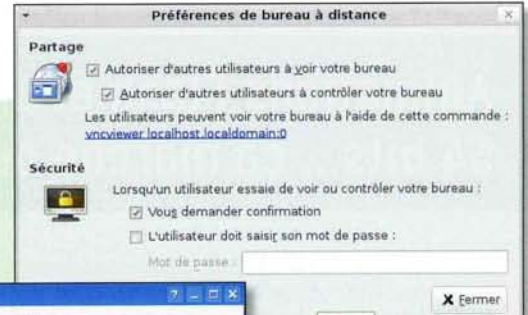 Préférences de bureau à distance
Partage
Autoriser d'autres utilisateurs à voir votre bureau
Autoriser d'autres utilisateurs à contrôler votre bureau
Les utilisateurs peuvent voir votre bureau à l'aide de cette commande :
vncviewer localhost.localdomain:0
Sécurité
Lorsqu'un utilisateur essaie de voir ou contrôler votre bureau :
Vous demander confirmation
L'utilisateur doit saisir son mot de passe :
Mot de passe :
Fermer